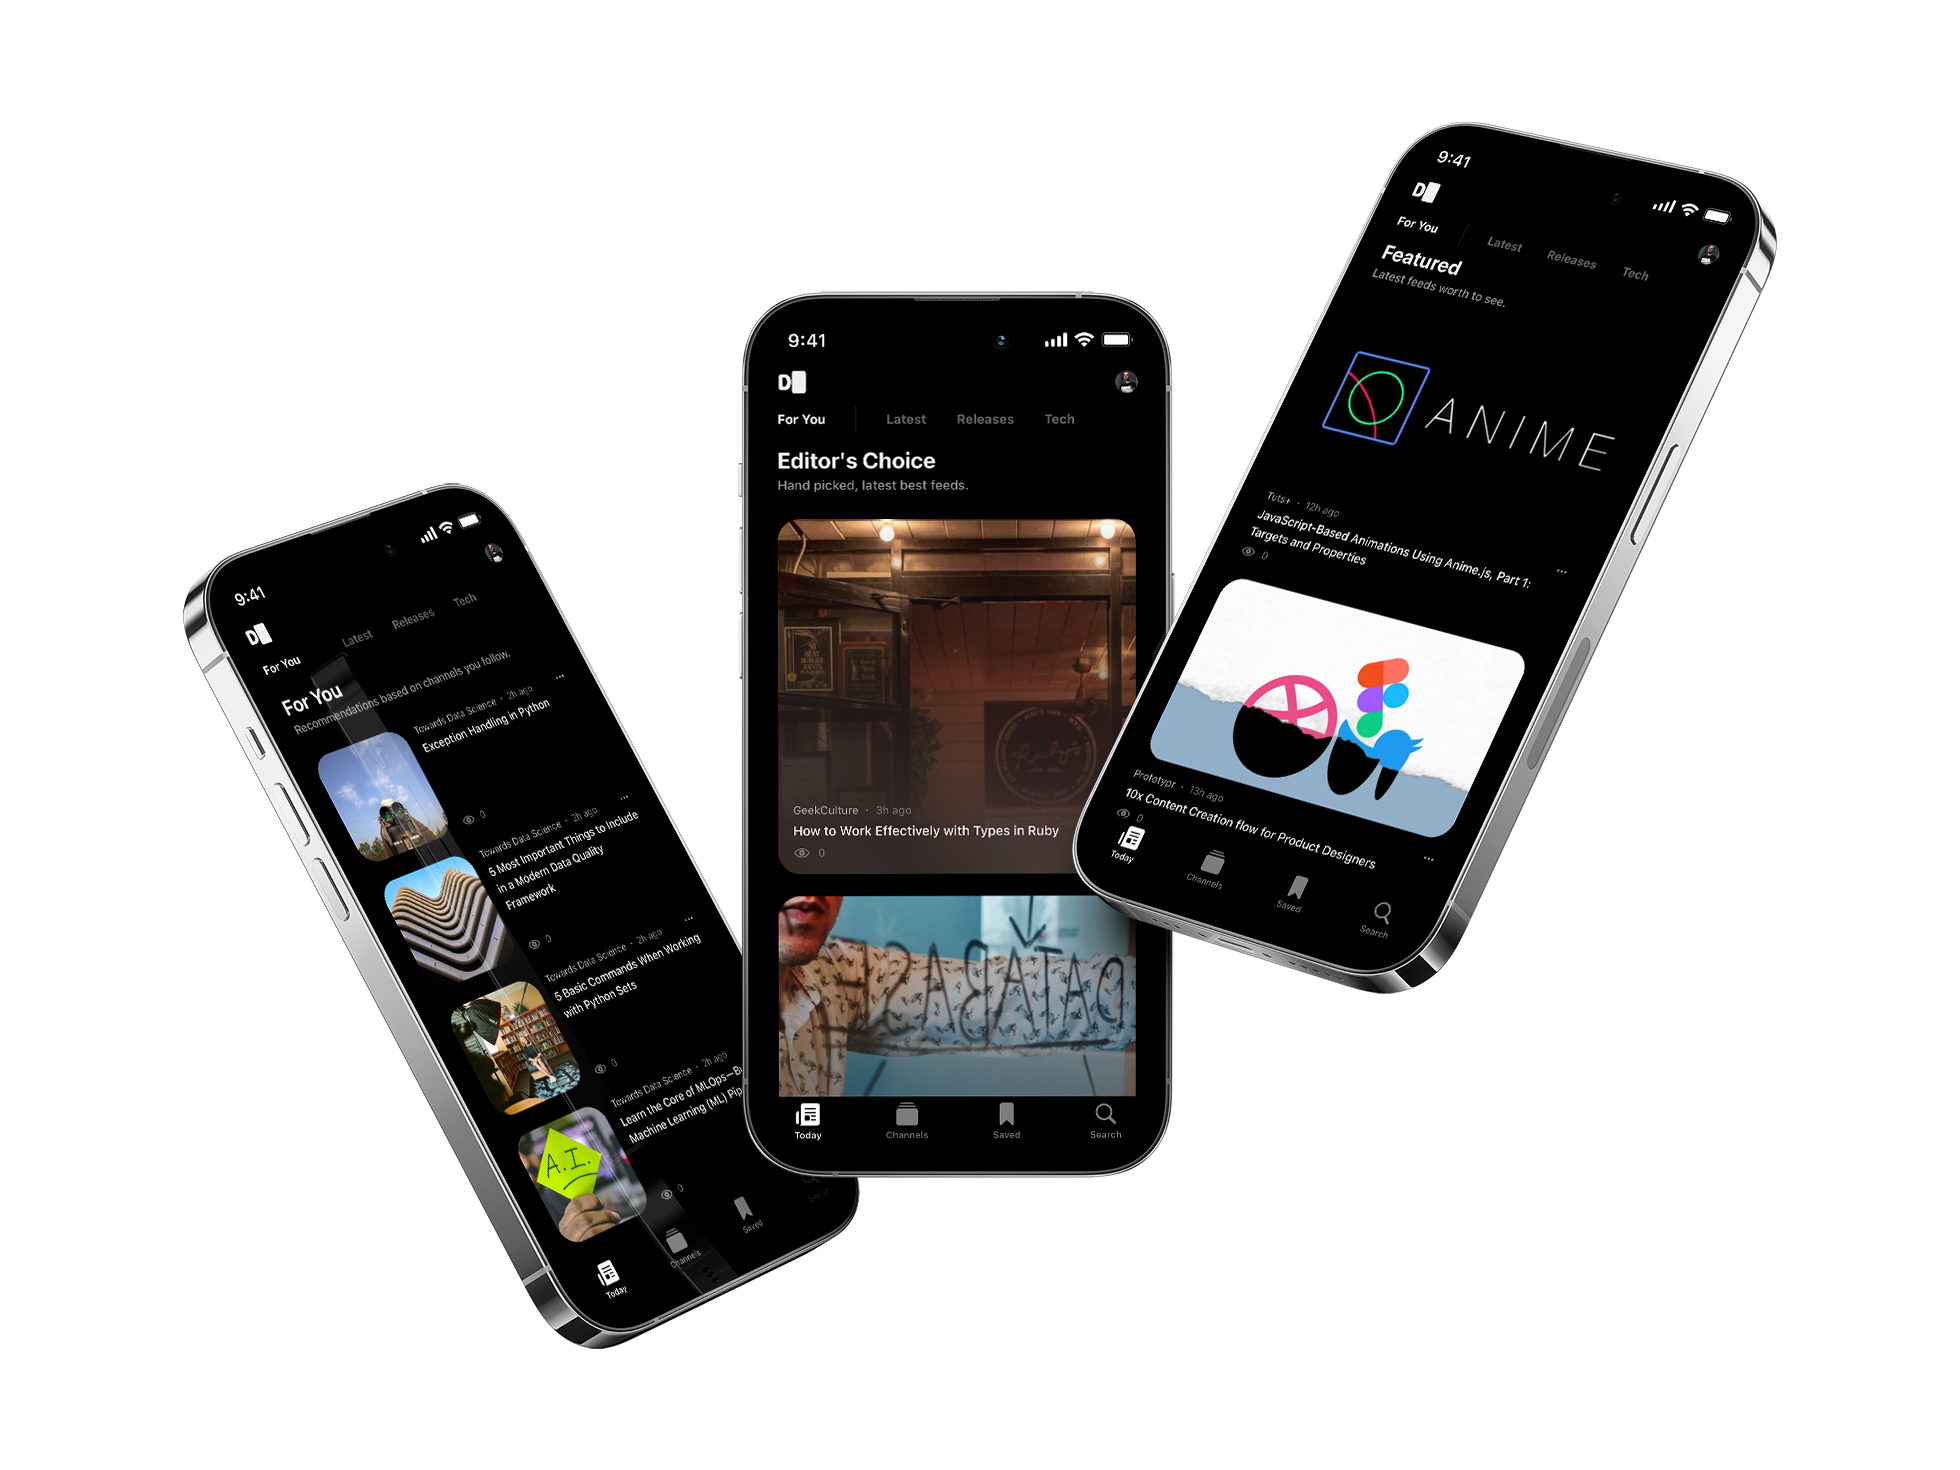 9:41
D
For You
Latest
Releases
Tech
For You
Recommendations based on channels you follow.
Towards Data Science · 2h ago
Exception Handling in Python
0
Towards Data Science · 2h ago
5 Most Important Things to Include
in a Modern Data Quality
Framework
0
Towards Data Science · 2h ago
5 Basic Commands When Working
with Python Sets
0
A.I.
Towards Data Science · 2h ago
Learn the Core of MLOps—
Machine Learning (ML)
0
Today
Channels
Saved
Search
9:41
D
For You
Latest
Releases
Tech
Editor's Choice
Hand picked, latest best feeds.
50
BEST
BURGER
JOINTS
Ruby's
GeekCulture · 3h ago
How to Work Effectively with Types in Ruby
0
DATABASE
Today
Channels
Saved
Search
9:41
D
For You
Latest
Releases
Tech
Featured
Latest feeds worth to see.
ANIME
Tuts+ · 12h ago
JavaScript-Based Animations Using Anime.js, Part 1:
Targets and Properties
0
Prototypr · 13h ago
10x Content Creation flow for Product Designers
0
Today
Channels
Saved
Search